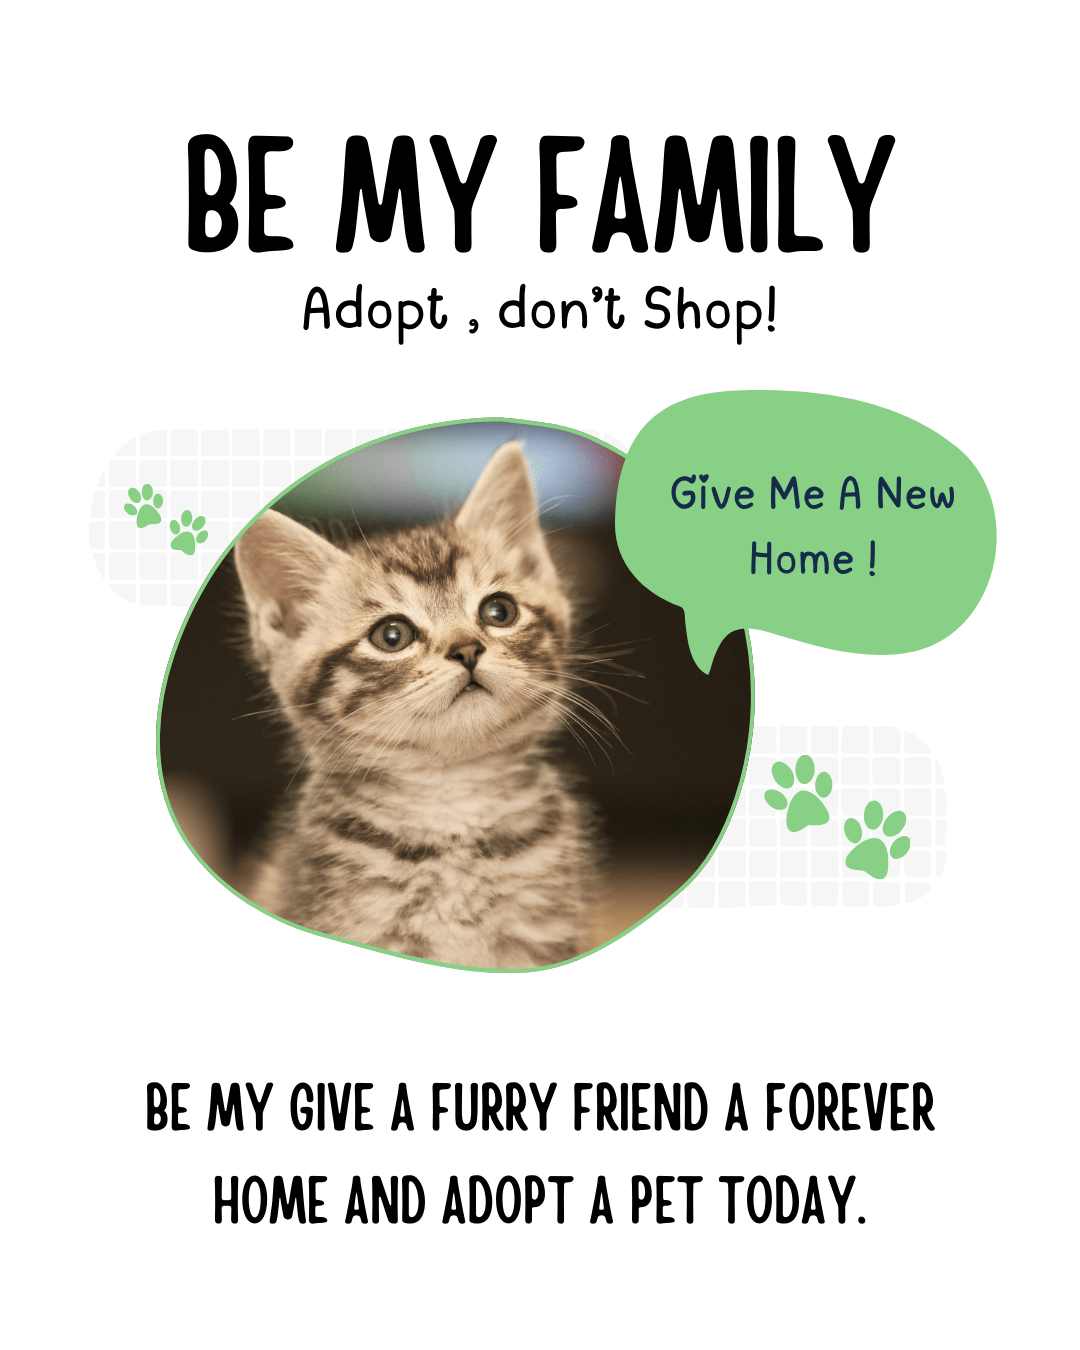 BE MY FAMILY
Adopt , don't Shop!
Give Me A New
Home !
BE MY GIVE A FURRY FRIEND A FOREVER
HOME AND ADOPT A PET TODAY.